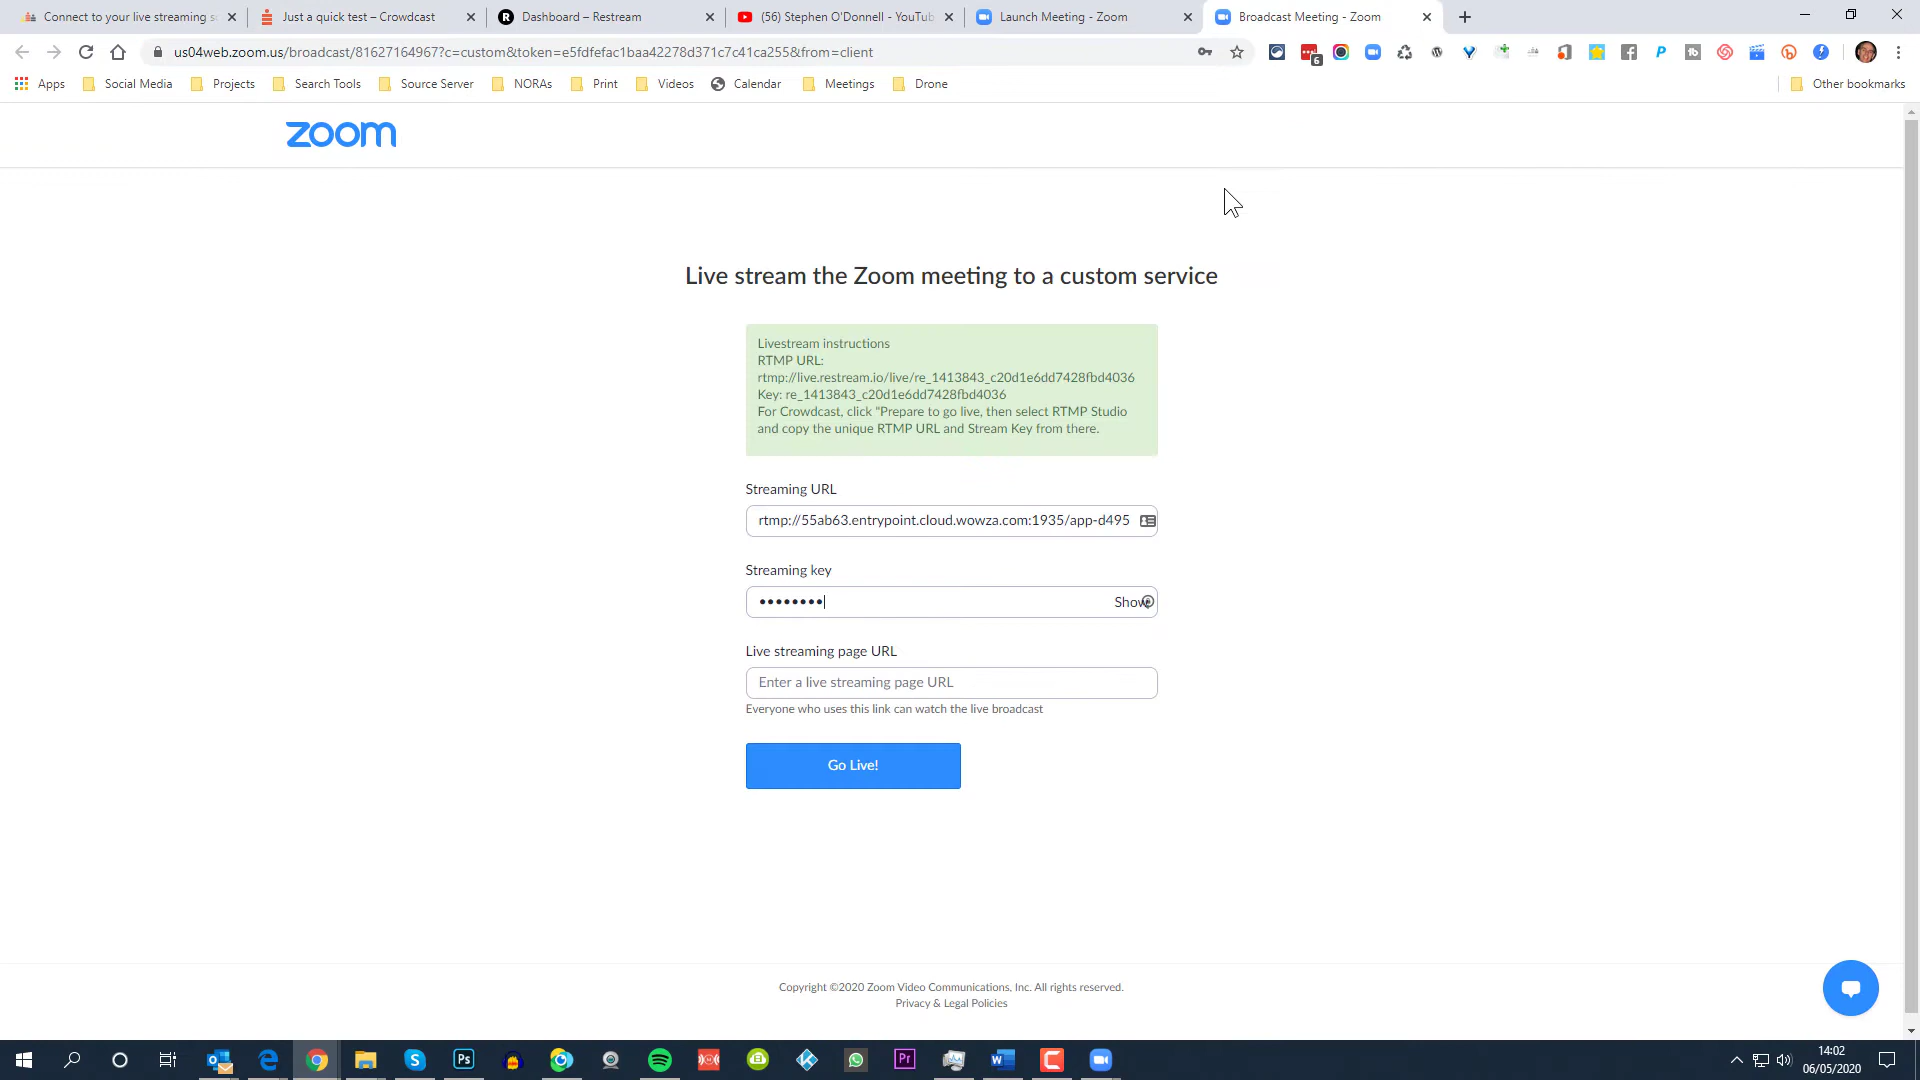 Connect to your live streaming so
Just a quick test – Crowdcast
Dashboard – Restream
(56) Stephen O'Donnell - YouTub
Launch Meeting - Zoom
Broadcast Meeting - Zoom
us04web.zoom.us/broadcast/81627164967?c=custom&token=e5fdfefac1baa42278d371c7c41ca255&from=client
Apps
Social Media
Projects
Search Tools
Source Server
NORAs
Print
Videos
Calendar
Meetings
Drone
Other bookmarks
zoom
Live stream the Zoom meeting to a custom service
Livestream instructions
RTMP URL:
rtmp://live.restream.io/live/re_1413843_c20d1e6dd7428fbd4036
Key: re_1413843_c20d1e6dd7428fbd4036
For Crowdcast, click "Prepare to go live, then select RTMP Studio
and copy the unique RTMP URL and Stream Key from there.
Streaming URL
rtmp://55ab63.entrypoint.cloud.wowza.com:1935/app-d495
Streaming key
••••••••
Show
Live streaming page URL
Enter a live streaming page URL
Everyone who uses this link can watch the live broadcast
Go Live!
Copyright ©2020 Zoom Video Communications, Inc. All rights reserved.
Privacy & Legal Policies
14:02
06/05/2020